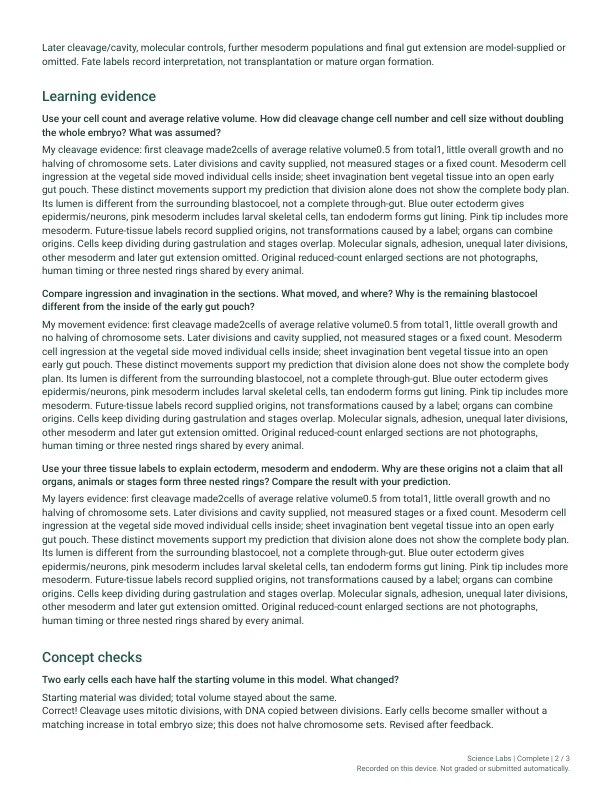 Later cleavage/cavity, molecular controls, further mesoderm populations and final gut extension are model-supplied or
omitted. Fate labels record interpretation, not transplantation or mature organ formation.
Learning evidence
Use your cell count and average relative volume. How did cleavage change cell number and cell size without doubling
the whole embryo? What was assumed?
My cleavage evidence: first cleavage made2cells of average relative volume0.5 from total1, little overall growth and no
halving of chromosome sets. Later divisions and cavity supplied, not measured stages or a fixed count. Mesoderm cell
ingression at the vegetal side moved individual cells inside; sheet invagination bent vegetal tissue into an open early
gut pouch. These distinct movements support my prediction that division alone does not show the complete body plan.
Its lumen is different from the surrounding blastocoel, not a complete through-gut. Blue outer ectoderm gives
epidermis/neurons, pink mesoderm includes larval skeletal cells, tan endoderm forms gut lining. Pink tip includes more
mesoderm. Future-tissue labels record supplied origins, not transformations caused by a label; organs can combine
origins. Cells keep dividing during gastrulation and stages overlap. Molecular signals, adhesion, unequal later divisions,
other mesoderm and later gut extension omitted. Original reduced-count enlarged sections are not photographs,
human timing or three nested rings shared by every animal.
Compare ingression and invagination in the sections. What moved, and where? Why is the remaining blastocoel
different from the inside of the early gut pouch?
My movement evidence: first cleavage made2cells of average relative volume0.5 from total1, little overall growth and
no halving of chromosome sets. Later divisions and cavity supplied, not measured stages or a fixed count. Mesoderm
cell ingression at the vegetal side moved individual cells inside; sheet invagination bent vegetal tissue into an open
early gut pouch. These distinct movements support my prediction that division alone does not show the complete body
plan. Its lumen is different from the surrounding blastocoel, not a complete through-gut. Blue outer ectoderm gives
epidermis/neurons, pink mesoderm includes larval skeletal cells, tan endoderm forms gut lining. Pink tip includes more
mesoderm. Future-tissue labels record supplied origins, not transformations caused by a label; organs can combine
origins. Cells keep dividing during gastrulation and stages overlap. Molecular signals, adhesion, unequal later divisions,
other mesoderm and later gut extension omitted. Original reduced-count enlarged sections are not photographs,
human timing or three nested rings shared by every animal.
Use your three tissue labels to explain ectoderm, mesoderm and endoderm. Why are these origins not a claim that all
organs, animals or stages form three nested rings? Compare the result with your prediction.
My layers evidence: first cleavage made2cells of average relative volume0.5 from total1, little overall growth and no
halving of chromosome sets. Later divisions and cavity supplied, not measured stages or a fixed count. Mesoderm cell
ingression at the vegetal side moved individual cells inside; sheet invagination bent vegetal tissue into an open early
gut pouch. These distinct movements support my prediction that division alone does not show the complete body plan.
Its lumen is different from the surrounding blastocoel, not a complete through-gut. Blue outer ectoderm gives
epidermis/neurons, pink mesoderm includes larval skeletal cells, tan endoderm forms gut lining. Pink tip includes more
mesoderm. Future-tissue labels record supplied origins, not transformations caused by a label; organs can combine
origins. Cells keep dividing during gastrulation and stages overlap. Molecular signals, adhesion, unequal later divisions,
other mesoderm and later gut extension omitted. Original reduced-count enlarged sections are not photographs,
human timing or three nested rings shared by every animal.
Concept checks
Two early cells each have half the starting volume in this model. What changed?
Starting material was divided; total volume stayed about the same.
Correct! Cleavage uses mitotic divisions, with DNA copied between divisions. Early cells become smaller without a
matching increase in total embryo size; this does not halve chromosome sets. Revised after feedback.
Science Labs | Complete | 2 / 3
Recorded on this device. Not graded or submitted automatically.